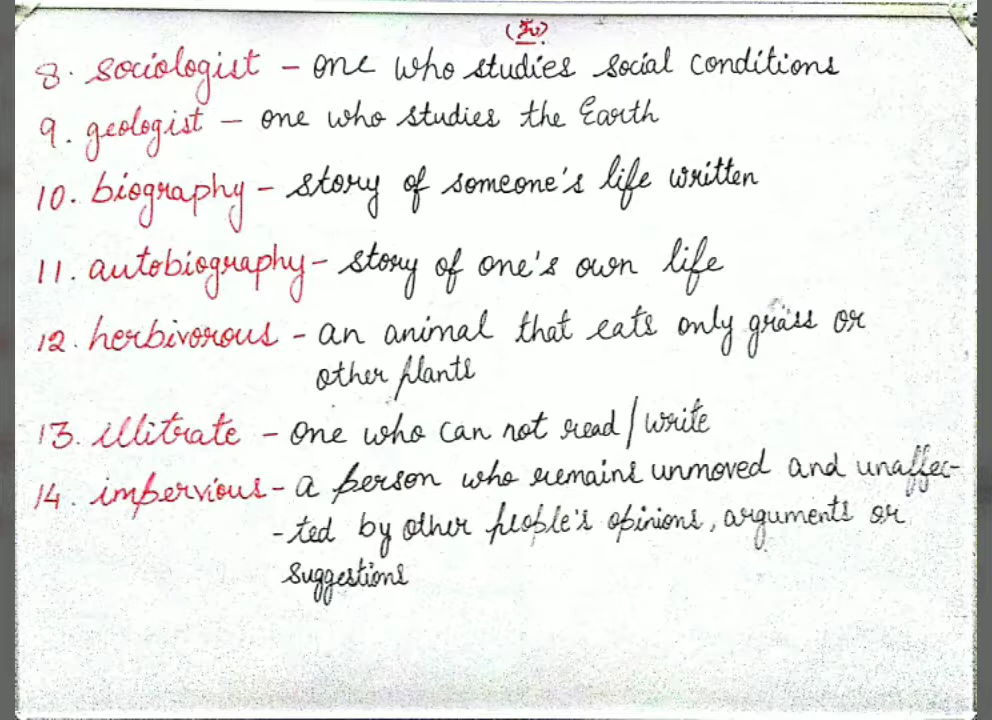 8. sociologist - one who studies social conditions
9. geologist - one who studies the Earth
10. biography - story of someone's life written
11. autobiography - story of one's own life
12. herbivorous - an animal that eats only grass or
other plants
13. illitrate - one who can not read/write
14. impervious - a person who remains unmoved and unaffec-
-ted by other people's opinions, arguments or
suggestions